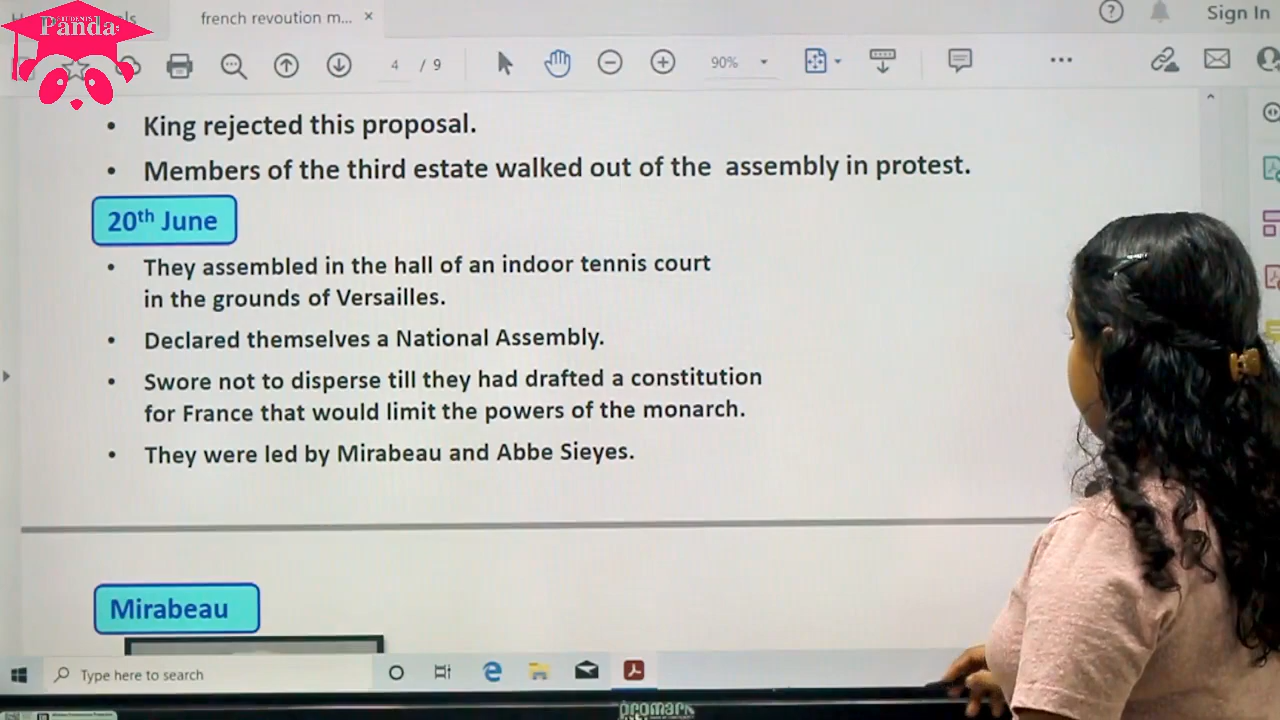 STUDENTS'
Panda
french revoution m...
Sign In
4 / 9
90%
• King rejected this proposal.
• Members of the third estate walked out of the assembly in protest.
20th June
• They assembled in the hall of an indoor tennis court
in the grounds of Versailles.
• Declared themselves a National Assembly.
• Swore not to disperse till they had drafted a constitution
for France that would limit the powers of the monarch.
• They were led by Mirabeau and Abbe Sieyes.
Mirabeau
Type here to search
promark